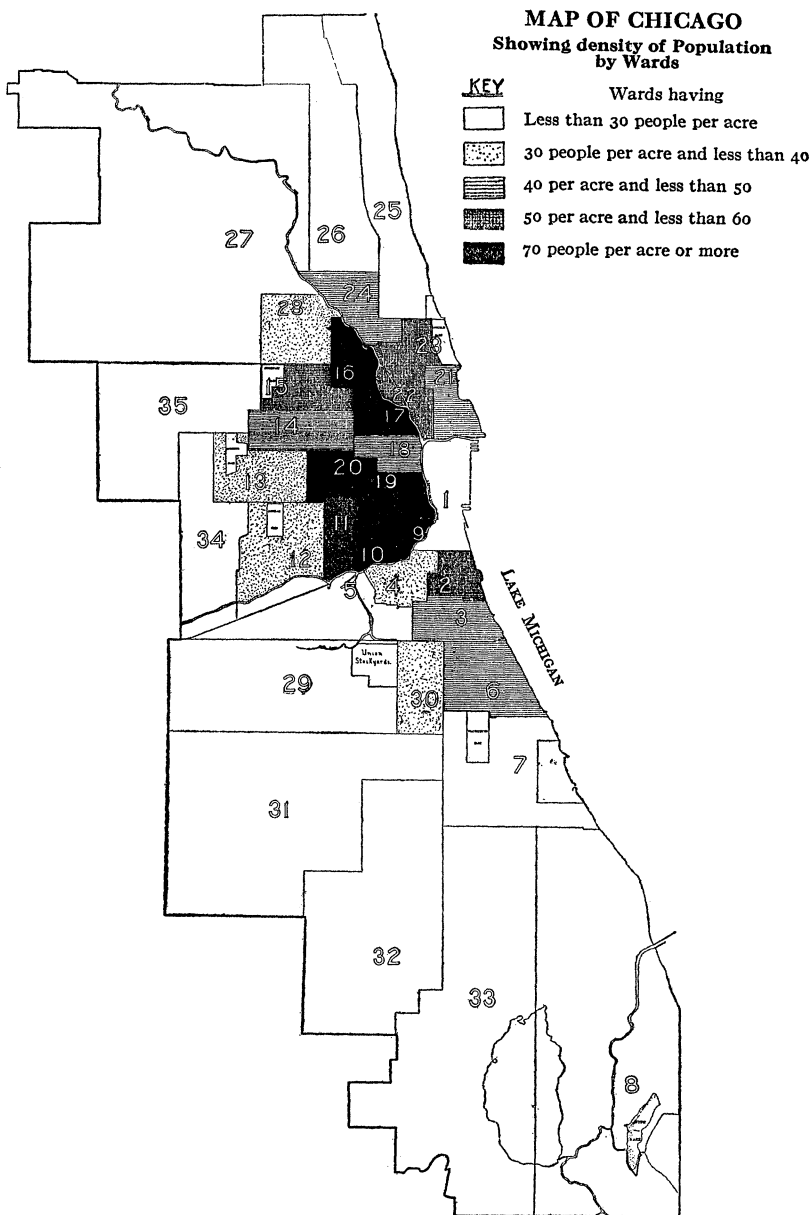 MAP OF CHICAGO
Showing density of Population
by Wards
KEY
Wards having
Less than 30 people per acre
30 people per acre and less than 40
40 per acre and less than 50
50 per acre and less than 60
70 people per acre or more
25
26
27
24
28
23
16
15
21
22
35
17
14
18
20
19
13
1
11
9
34
10
12
5
4
2
LAKE MICHIGAN
3
Union
Stockyards.
29
6
30
7
31
32
33
8